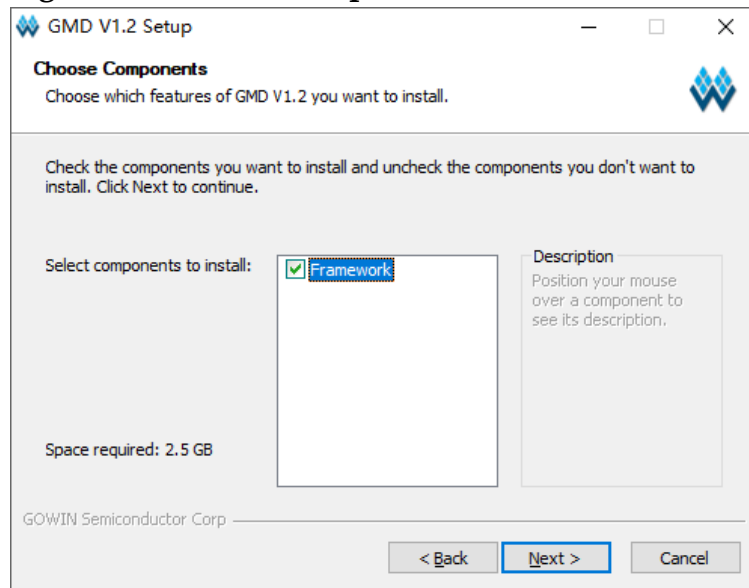 GMD V1.2 Setup
Choose Components
Choose which features of GMD V1.2 you want to install.
Check the components you want to install and uncheck the components you don't want to
install. Click Next to continue.
Select components to install:
Framework
Description
Position your mouse
over a component to
see its description.
Space required: 2.5 GB
GOWIN Semiconductor Corp
< Back
Next >
Cancel